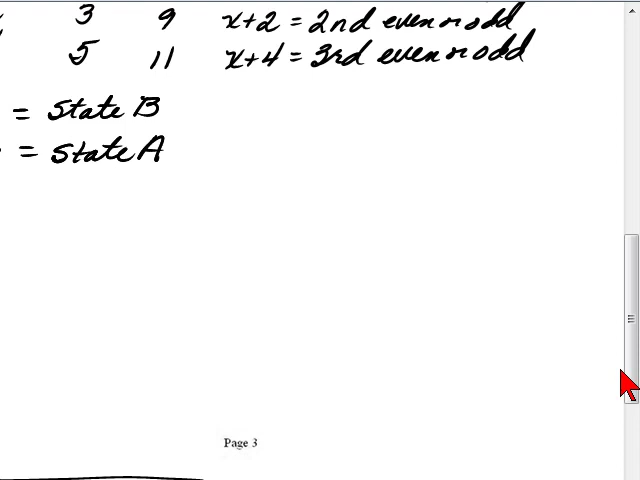 3 9 x+2 = 2nd even or odd
5 11 x+4 = 3rd even or odd
= State B
= State A
Page 3